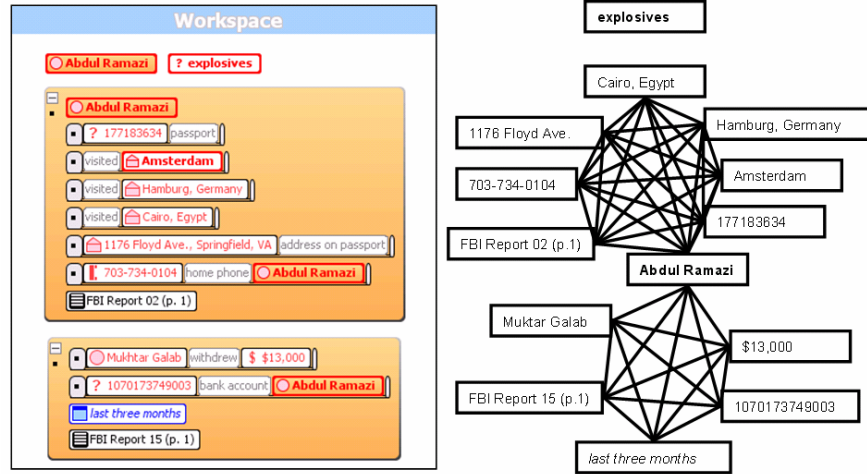 Workspace
Abdul Ramazi ? explosives
Abdul Ramazi
? 177183634 passport
visited Amsterdam
visited Hamburg, Germany
visited Cairo, Egypt
1176 Floyd Ave., Springfield, VA address on passport
703-734-0104 home phone Abdul Ramazi
FBI Report 02 (p. 1)
Mukhtar Galab withdrew $ $13,000
? 1070173749003 bank account Abdul Ramazi
last three months
FBI Report 15 (p. 1)
explosives
Cairo, Egypt
1176 Floyd Ave.
Hamburg, Germany
703-734-0104
Amsterdam
177183634
FBI Report 02 (p.1)
Abdul Ramazi
Muktar Galab
$13,000
FBI Report 15 (p.1)
1070173749003
last three months